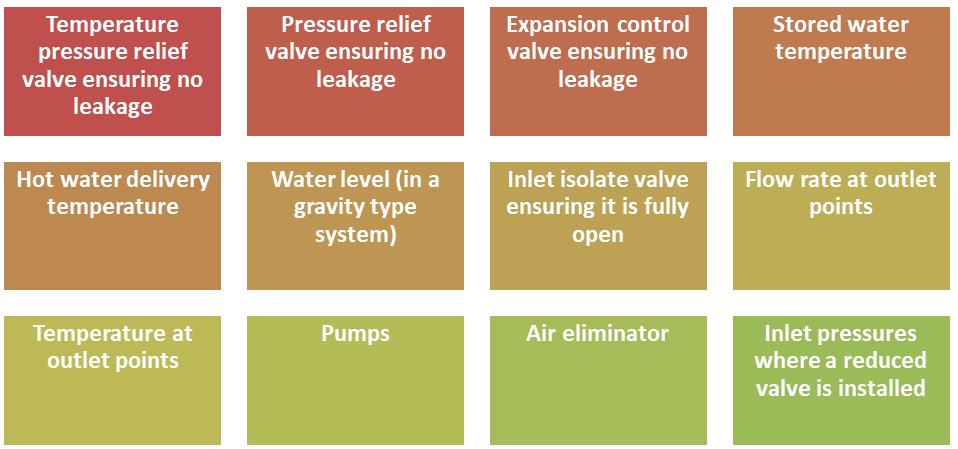 Temperature
pressure relief
valve ensuring no
leakage
Pressure relief
valve ensuring no
leakage
Expansion control
valve ensuring no
leakage
Stored water
temperature
Hot water delivery
temperature
Water level (in a
gravity type
system)
Inlet isolate valve
ensuring it is fully
open
Flow rate at outlet
points
Temperature at
outlet points
Pumps
Air eliminator
Inlet pressures
where a reduced
valve is installed